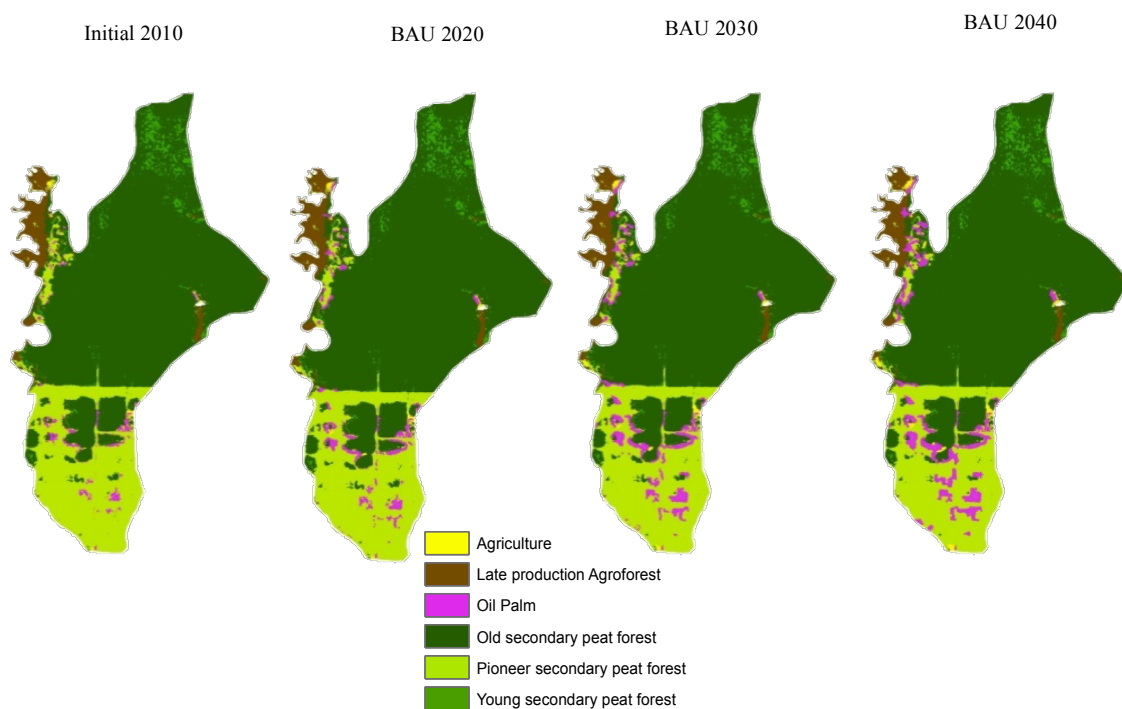 Initial 2010
BAU 2020
BAU 2030
BAU 2040
Agriculture
Late production Agroforest
Oil Palm
Old secondary peat forest
Pioneer secondary peat forest
Young secondary peat forest